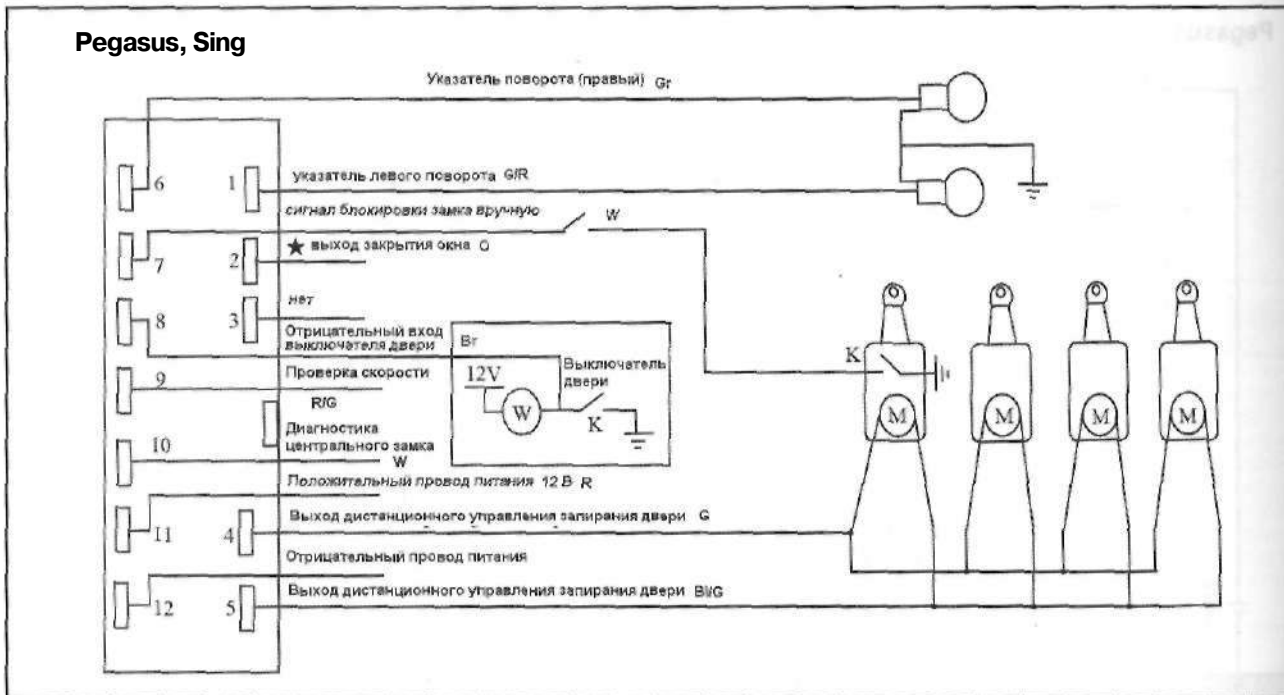 Pegasus, Sing
Указатель поворота (правый) Gr
6
1
указатель левого поворота G/R
сигнал блокировки замка вручную
W
7
2
★ выход закрытия окна O
8
3
нет
Отрицательный вход
выключателя двери
Br
12V
W
K
Выключатель
двери
K
M
M
M
M
9
Проверка скорости
R/G
Диагностика
центрального замка
W
10
Положительный провод питания 12 В R
11
4
Выход дистанционного управления запирания двери G
Отрицательный провод питания
12
5
Выход дистанционного управления запирания двери Bl/G